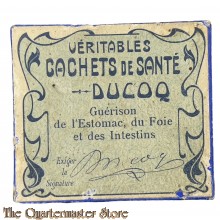 VÉRITABLES
CACHETS DE SANTÉ
DUCOQ
Guérison
de l'Estomac, du Foie
et des Intestins
Exiger
la
Signature
Ducoq
The Quartermaster Store